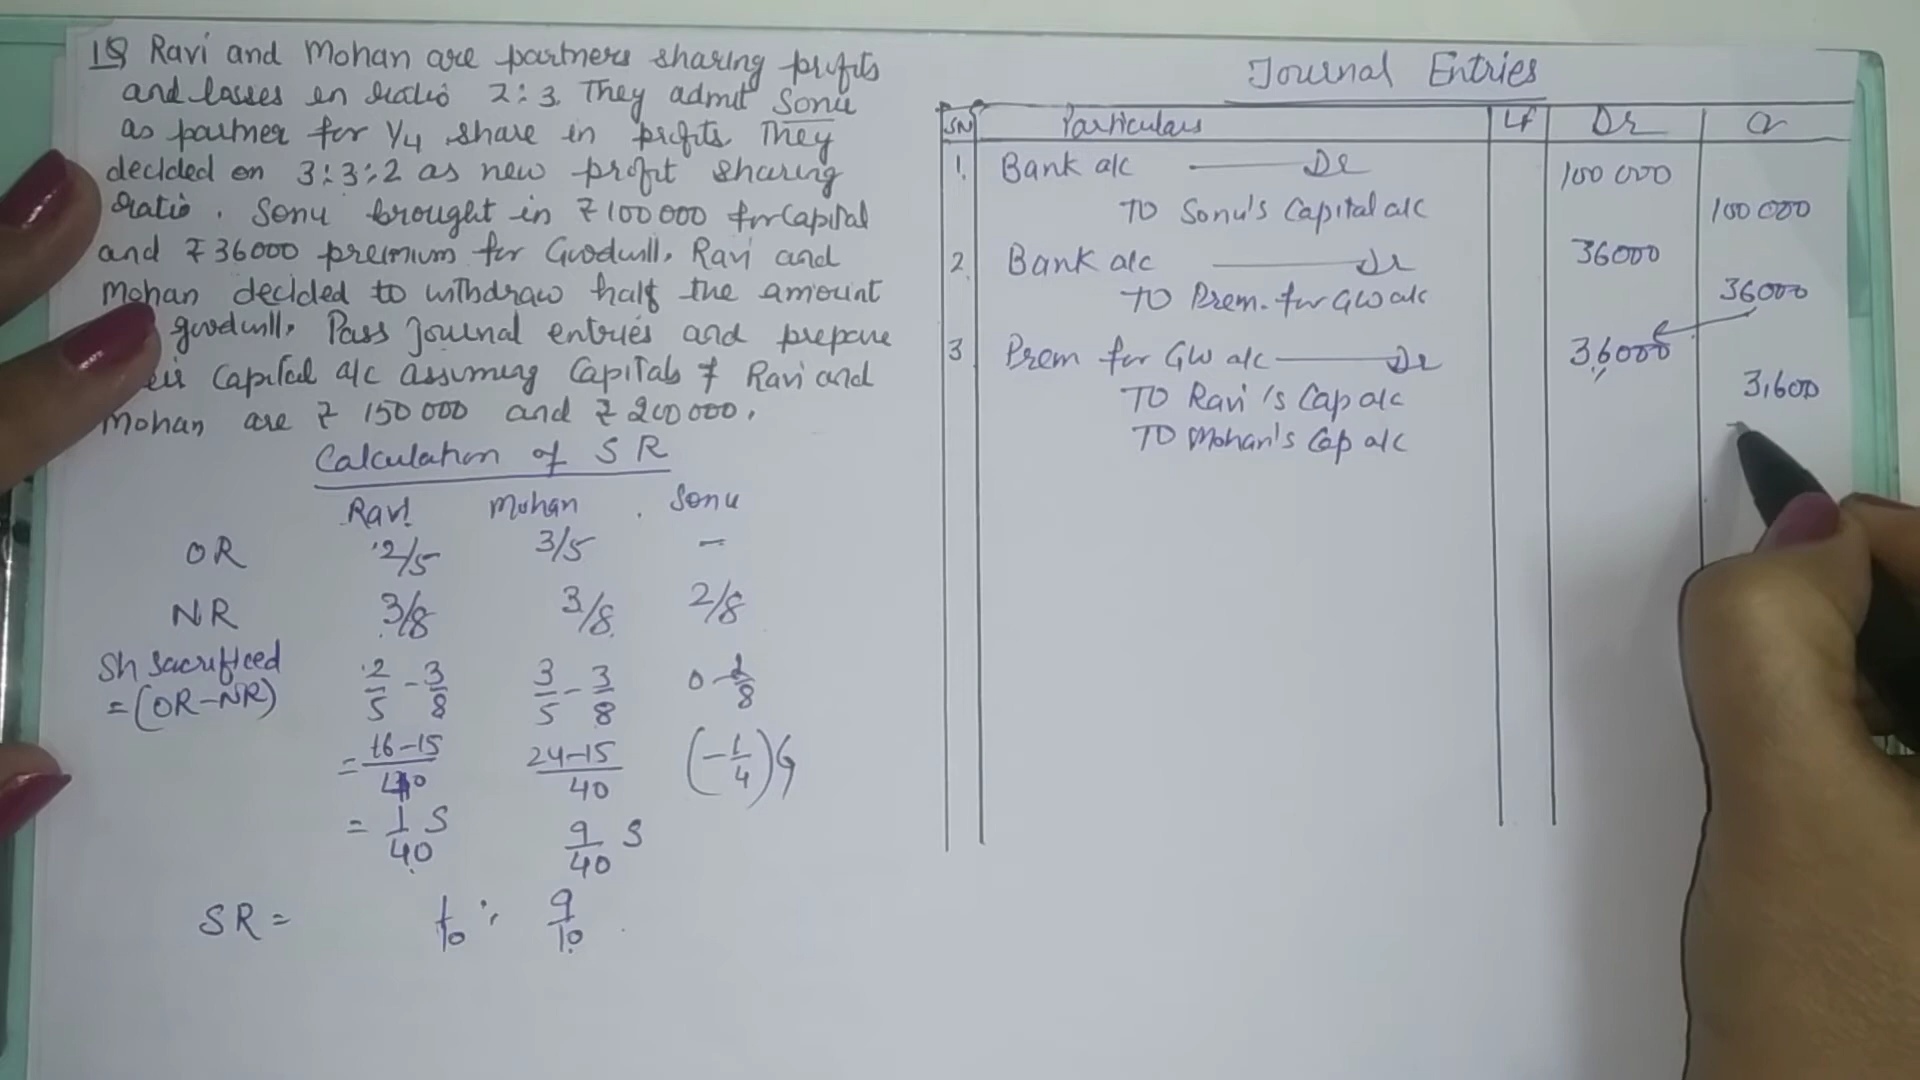 1Q Ravi and Mohan are partners sharing profits
and losses in ratio 2:3. They admit Sonu
as partner for 1/4 share in profits They
decided on 3:3:2 as new profit sharing
ratio. Sonu brought in ₹100000 for Capital
and ₹36000 premium for Goodwill. Ravi and
Mohan decided to withdraw half the amount
goodwill. Pass Journal entries and prepare
eir Capital a/c assuming Capitals of Ravi and
Mohan are ₹ 150000 and ₹ 200000.
Calculation of SR
Ravi Mohan Sonu
OR 2/5 3/5 —
NR 3/8 3/8 2/8
Sh sacrificed
=(OR-NR) 2/5 - 3/8 3/5 - 3/8 0 - 2/8
= 16-15/40 24-15/40 (-1/4)G
= 1/40 S 9/40 S
SR = 1/10 : 9/10
Journal Entries
SN Particulars LF Dr Cr
1. Bank a/c — Dr 100000
TO Sonu's Capital a/c 100000
2 Bank a/c — Dr 36000
TO Prem. for GW a/c 36000
3 Prem for GW a/c — Dr 36000
TO Ravi's Cap a/c 3,600
TO Mohan's Cap a/c